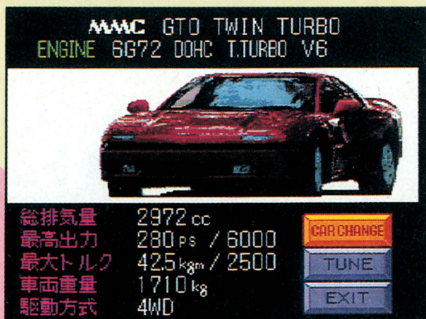 MMC GTO TWIN TURBO
ENGINE 6G72 DOHC T.TURBO V6
総排気量 2972 cc
最高出力 280 PS / 6000
最大トルク 42.5 kgm / 2500
車両重量 1710 kg
駆動方式 4WD
CAR CHANGE
TUNE
EXIT